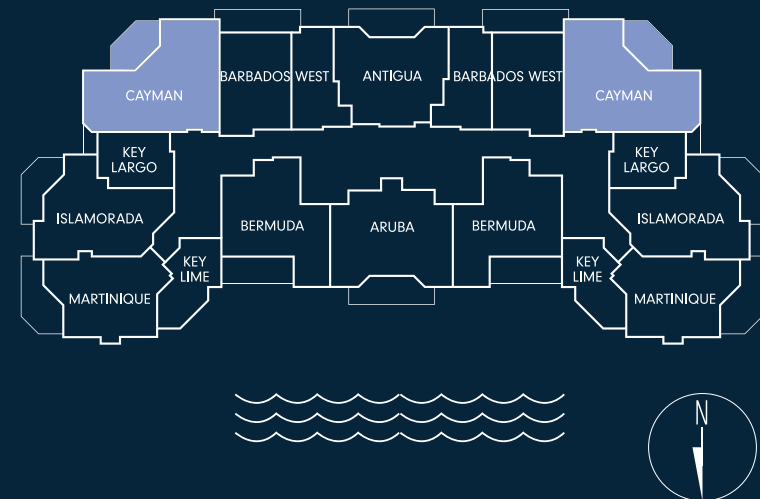 BARBADOS WEST
ANTIGUA
BARBADOS WEST
CAYMAN
CAYMAN
KEY
LARGO
KEY
LARGO
ISLAMORADA
BERMUDA
ARUBA
BERMUDA
ISLAMORADA
KEY
LIME
KEY
LIME
MARTINIQUE
MARTINIQUE
N